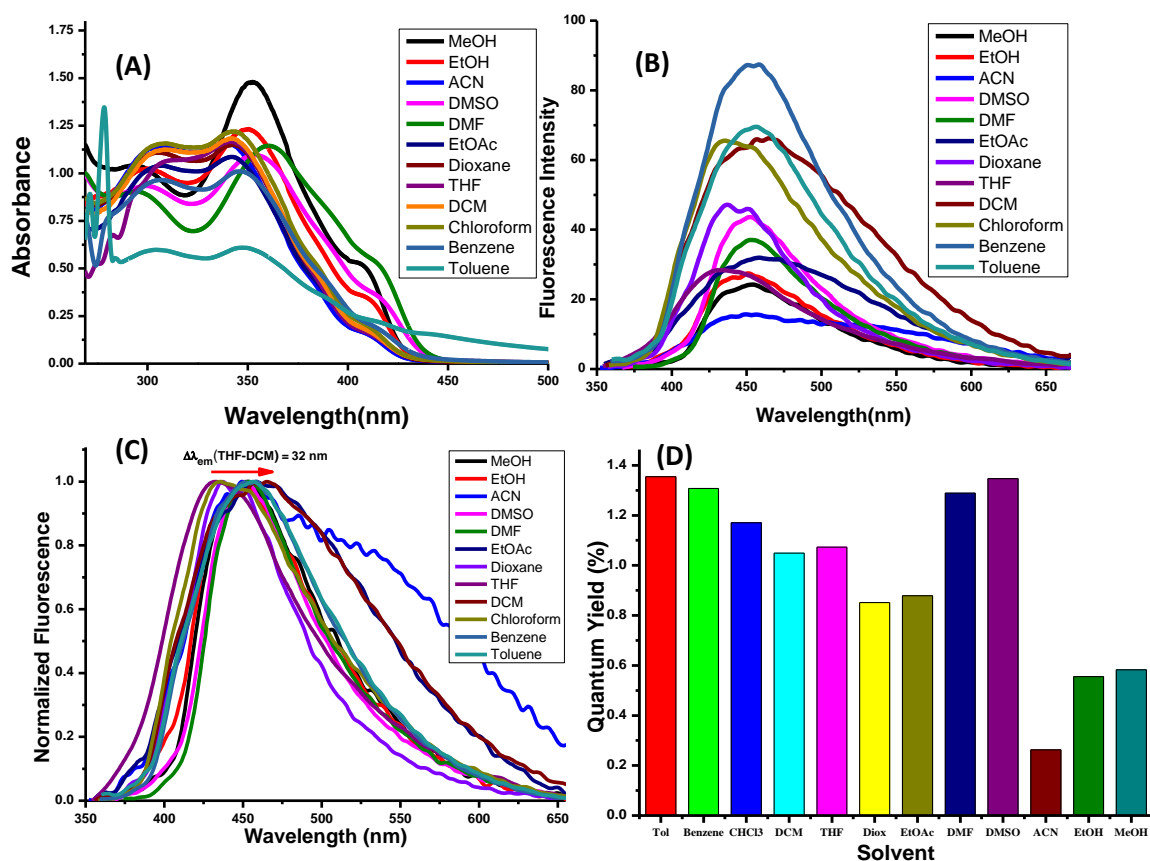 (A)
Absorbance
1.75
1.50
1.25
1.00
0.75
0.50
0.25
0.00
300
350
400
450
500
Wavelength(nm)
MeOH
EtOH
ACN
DMSO
DMF
EtOAc
Dioxane
THF
DCM
Chloroform
Benzene
Toluene
(B)
Fluorescence Intensity
100
80
60
40
20
0
350
400
450
500
550
600
650
Wavelength(nm)
MeOH
EtOH
ACN
DMSO
DMF
EtOAc
Dioxane
THF
DCM
Chloroform
Benzene
Toluene
(C)
Δλem(THF-DCM) = 32 nm
Normalized Fluorescence
1.0
0.8
0.6
0.4
0.2
0.0
350
400
450
500
550
600
650
Wavelength (nm)
MeOH
EtOH
ACN
DMSO
DMF
EtOAc
Dioxane
THF
DCM
Chloroform
Benzene
Toluene
(D)
Quantum Yield (%)
1.4
1.2
1.0
0.8
0.6
0.4
0.2
0.0
Tol Benzene CHCl3 DCM THF Diox EtOAc DMF DMSO ACN EtOH MeOH
Solvent